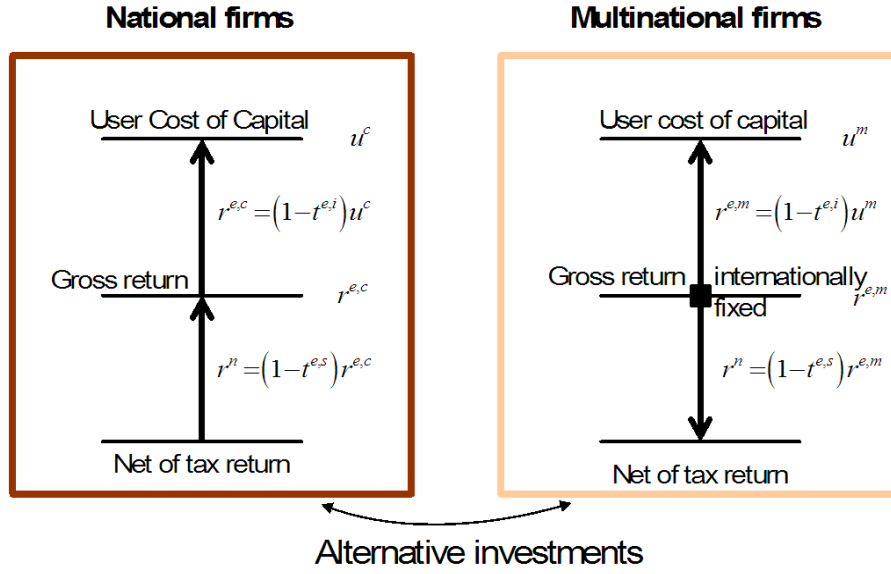 National firms
User Cost of Capital
u^c
r^{e,c} = (1-t^{e,i})u^c
Gross return
r^{e,c}
r^n = (1-t^{e,s})r^{e,c}
Net of tax return
Multinational firms
User cost of capital
u^m
r^{e,m} = (1-t^{e,i})u^m
Gross return
internationally
fixed
r^{e,m}
r^n = (1-t^{e,s})r^{e,m}
Net of tax return
Alternative investments